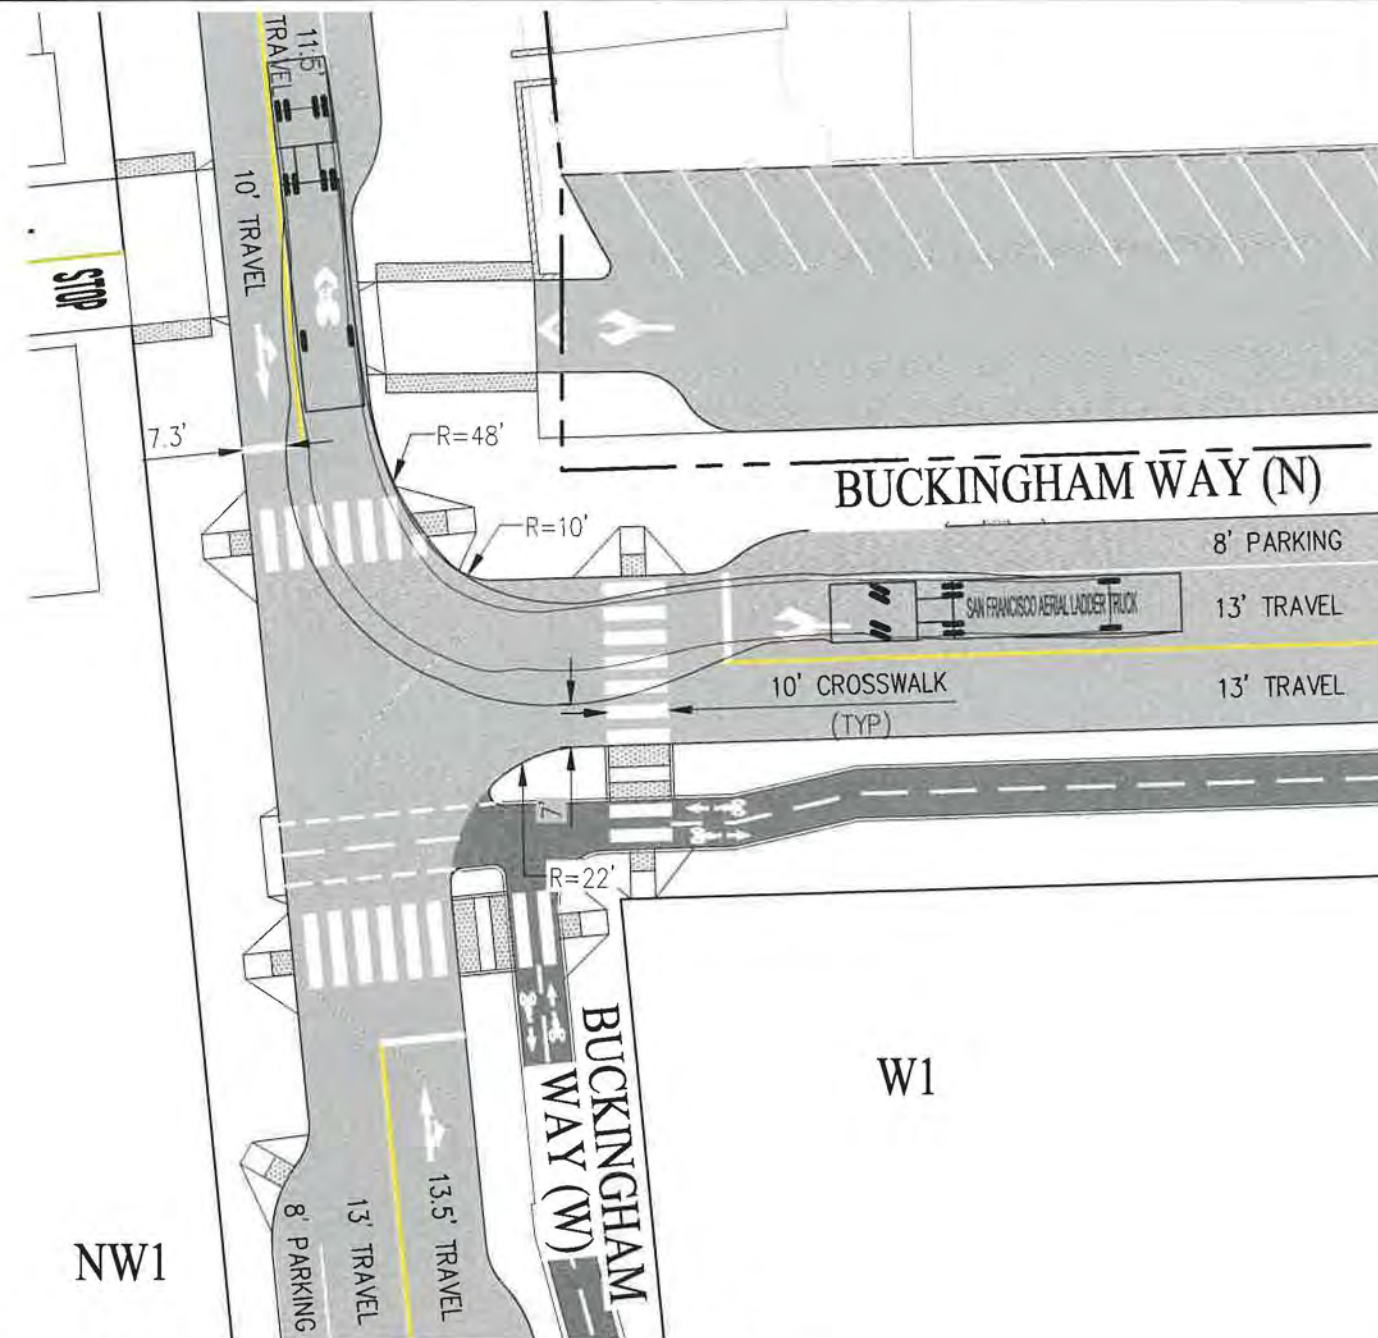 11.5'
TRAVEL
10' TRAVEL
STOP
7.3'
R=48'
R=10'
BUCKINGHAM WAY (N)
8' PARKING
SAN FRANCISCO AERIAL LADDER TRUCK
13' TRAVEL
10' CROSSWALK
(TYP)
13' TRAVEL
7'
R=22'
BUCKINGHAM
WAY (W)
W1
NW1
8' PARKING
13' TRAVEL
13.5' TRAVEL